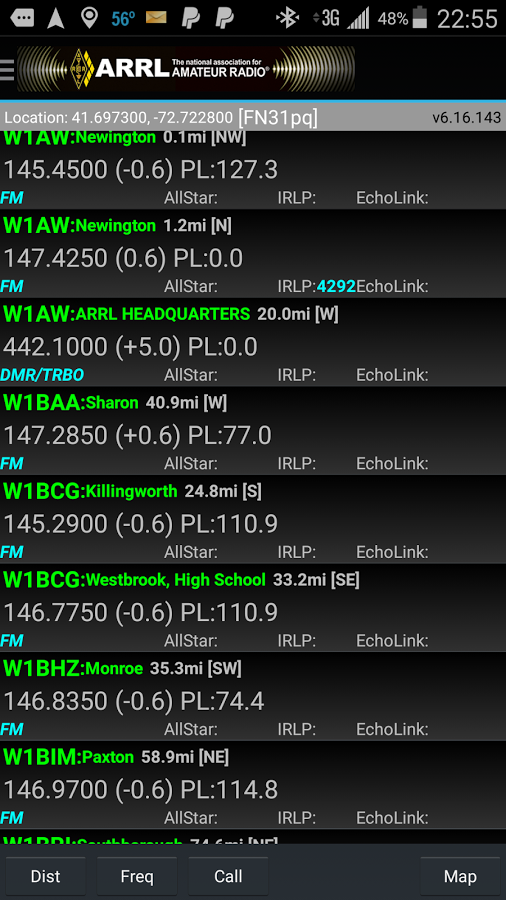 56° 3G 48% 22:55
ARRL The national association for AMATEUR RADIO®
Location: 41.697300, -72.722800 [FN31pq] v6.16.143
W1AW:Newington 0.1mi [NW]
145.4500 (-0.6) PL:127.3
FM AllStar: IRLP: EchoLink:
W1AW:Newington 1.2mi [N]
147.4250 (0.6) PL:0.0
FM AllStar: IRLP:4292EchoLink:
W1AW:ARRL HEADQUARTERS 20.0mi [W]
442.1000 (+5.0) PL:0.0
DMR/TRBO AllStar: IRLP: EchoLink:
W1BAA:Sharon 40.9mi [W]
147.2850 (+0.6) PL:77.0
FM AllStar: IRLP: EchoLink:
W1BCG:Killingworth 24.8mi [S]
145.2900 (-0.6) PL:110.9
FM AllStar: IRLP: EchoLink:
W1BCG:Westbrook, High School 33.2mi [SE]
146.7750 (-0.6) PL:110.9
FM AllStar: IRLP: EchoLink:
W1BHZ:Monroe 35.3mi [SW]
146.8350 (-0.6) PL:74.4
FM AllStar: IRLP: EchoLink:
W1BIM:Paxton 58.9mi [NE]
146.9700 (-0.6) PL:114.8
FM AllStar: IRLP: EchoLink:
Dist Freq Call Map